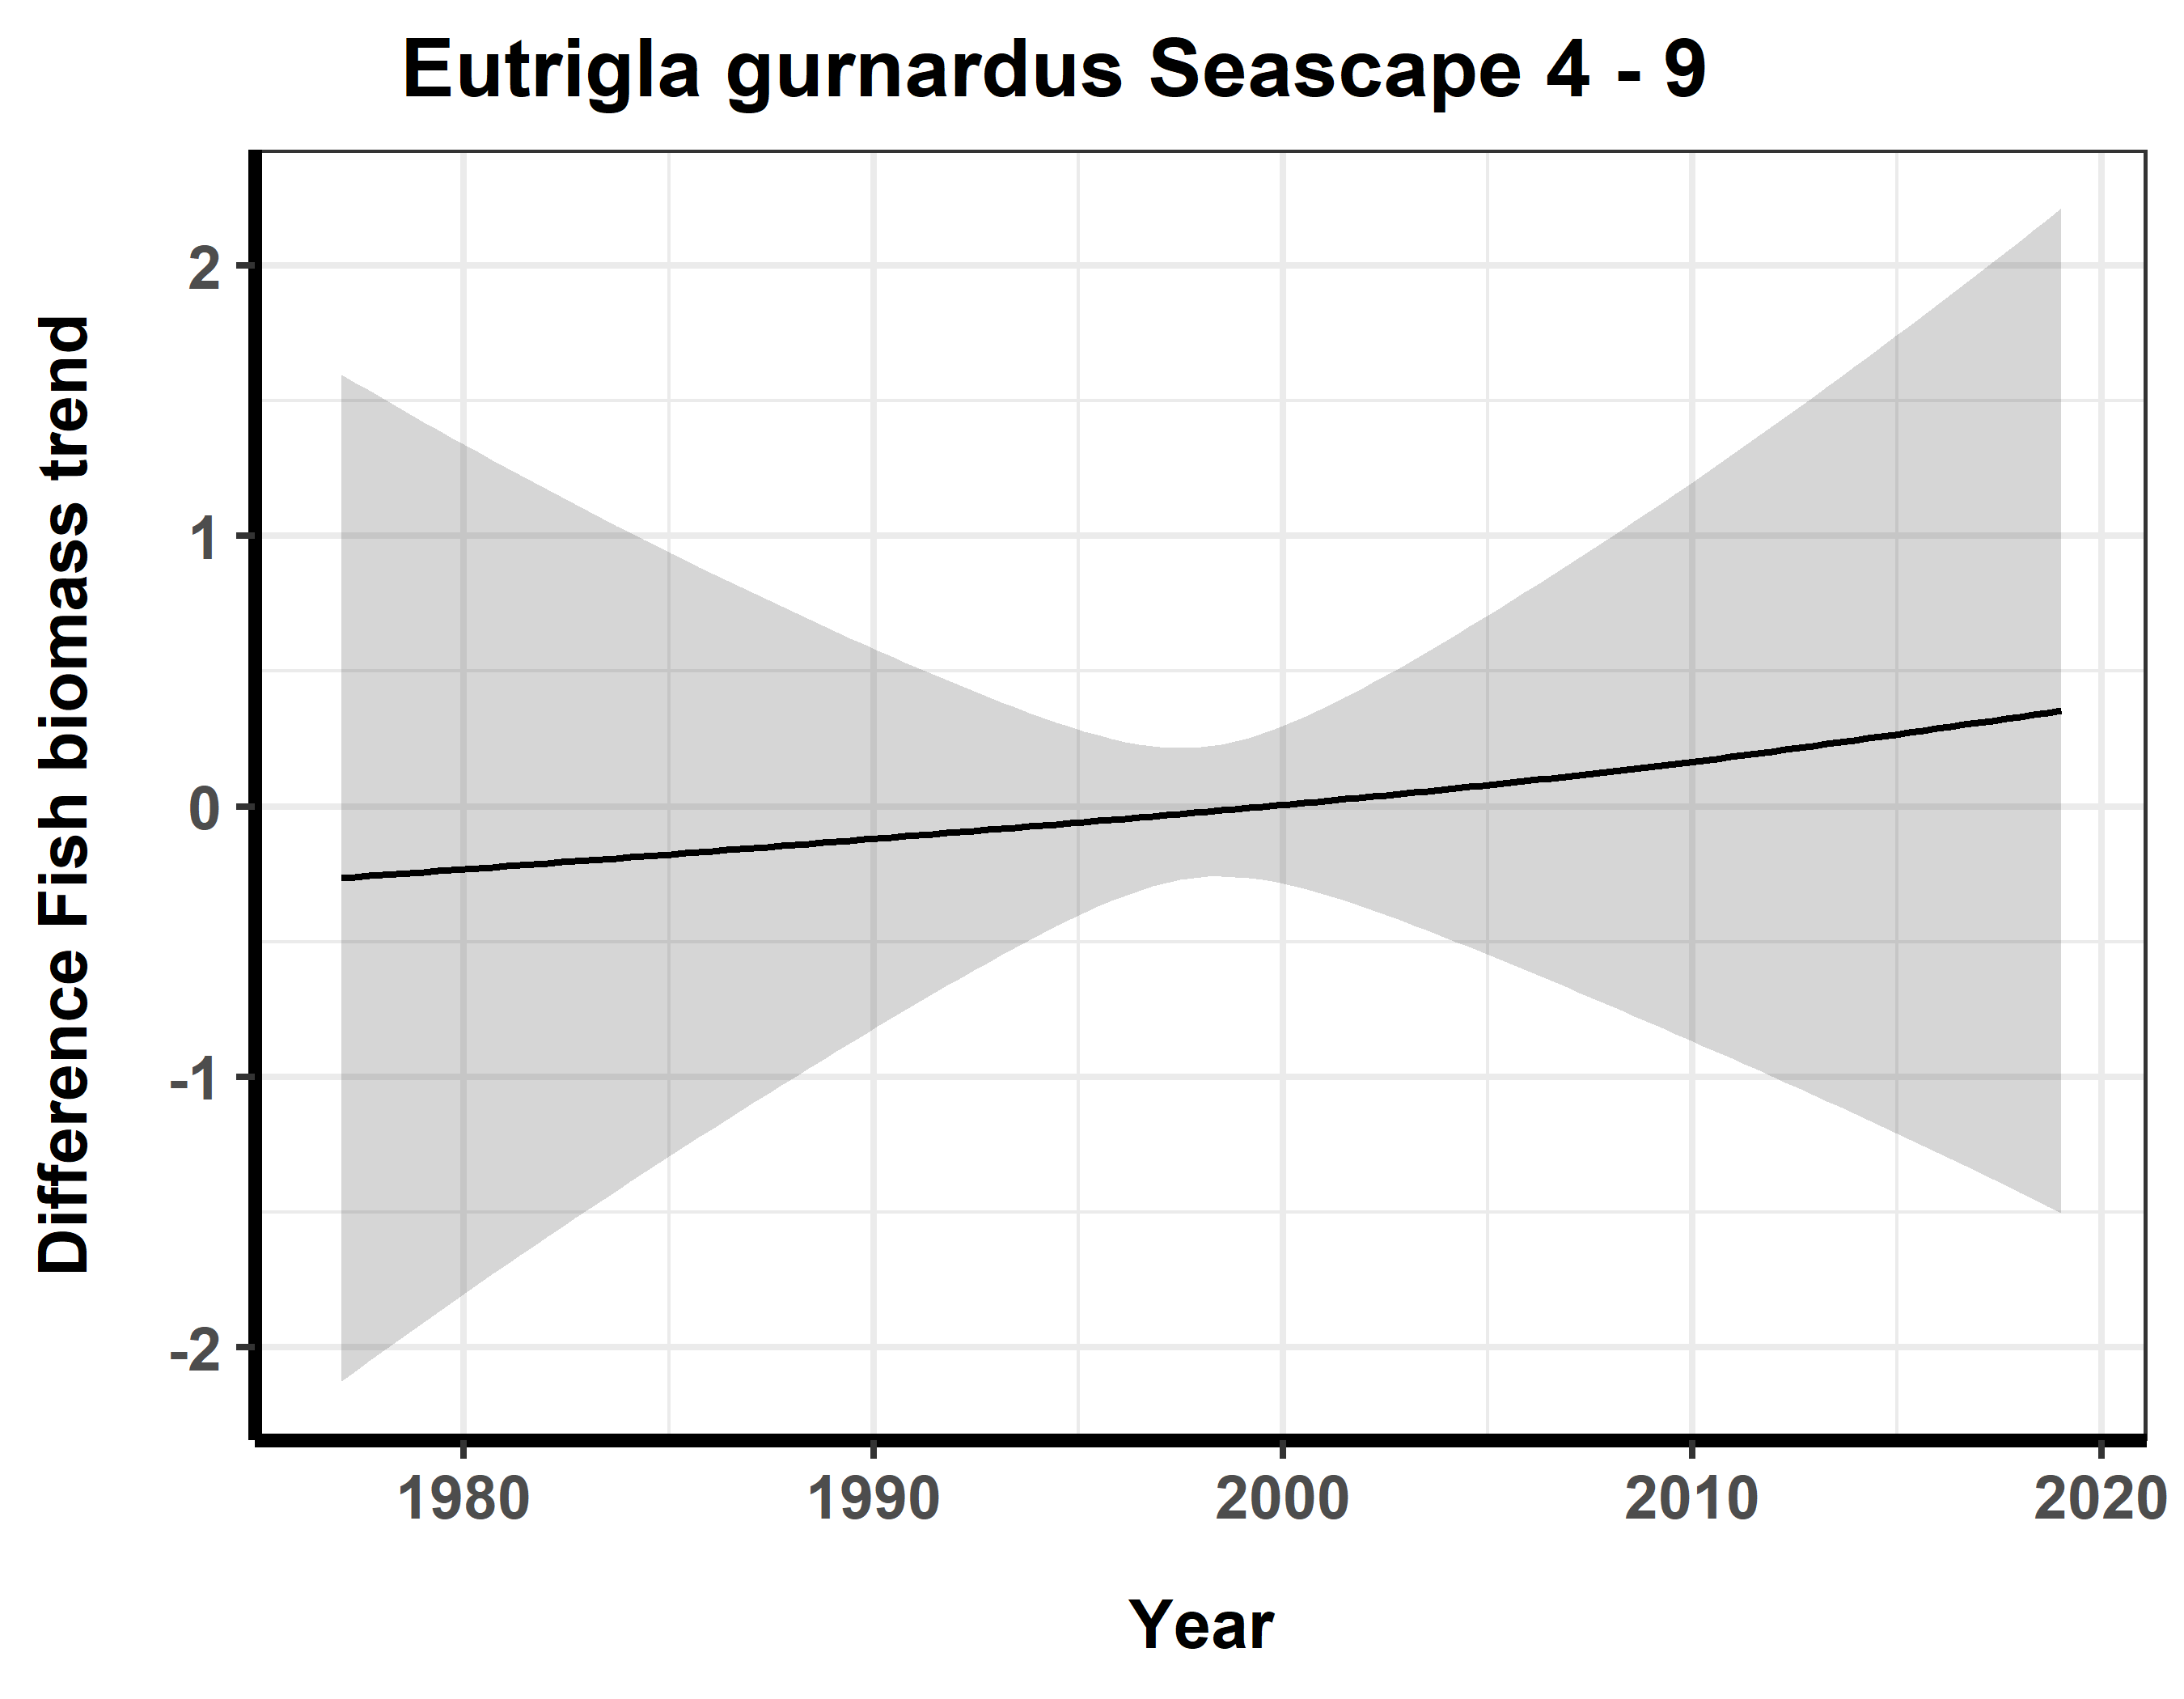 Eutrigla gurnardus Seascape 4 - 9
Difference Fish biomass trend
2
1
0
-1
-2
1980 1990 2000 2010 2020
Year